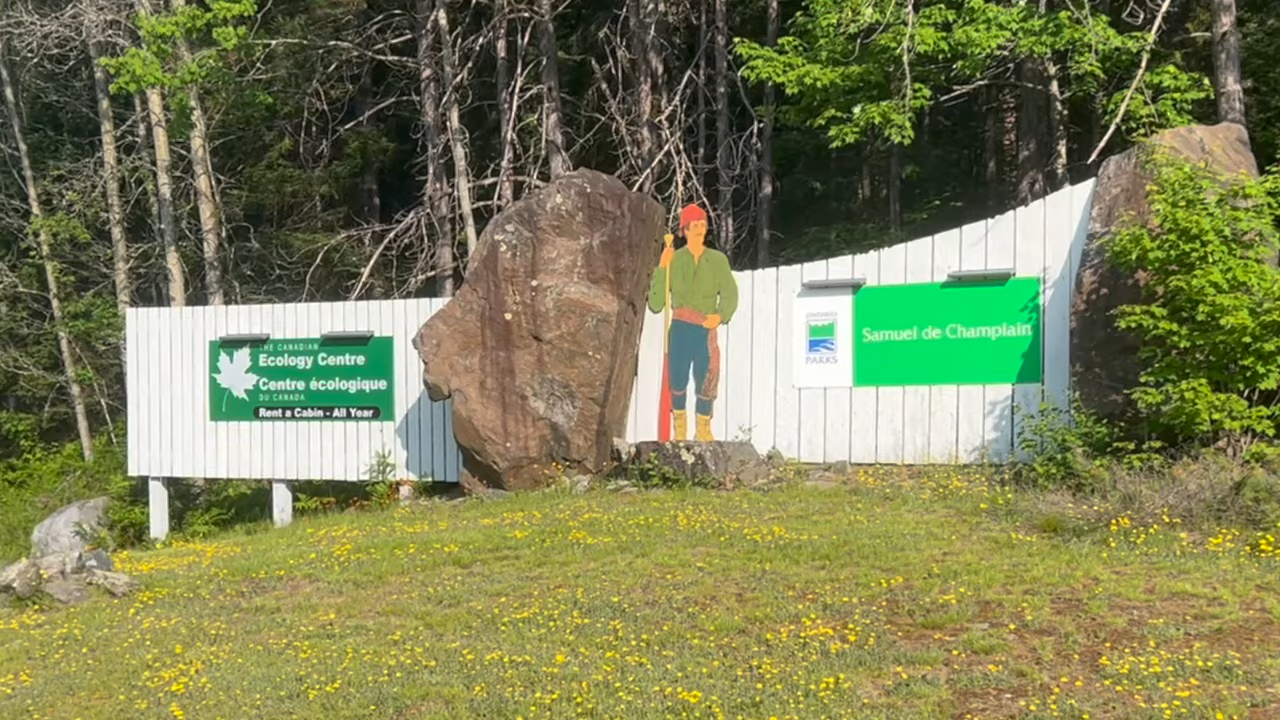 THE CANADIAN
Ecology Centre
Centre écologique
DU CANADA
Rent a Cabin - All Year
ONTARIO
PARKS
Samuel de Champlain